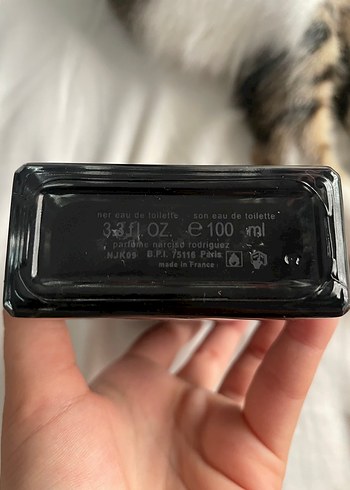 her eau de toilette son eau de toilette
3.3 fl. OZ. ℮ 100 ml
parfums narciso rodriguez
NJK09 B.P.I. 75116 Paris
made in France